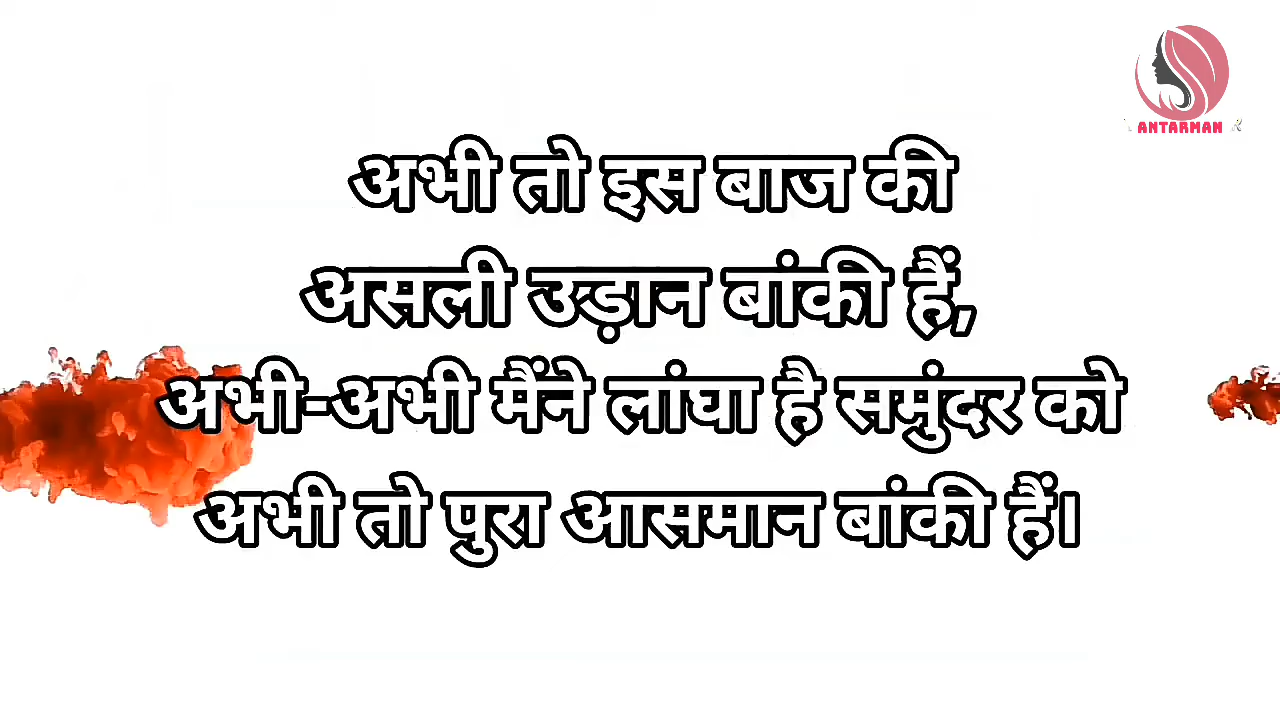 ANTARMAN
अभी तो इस बाज की
असली उड़ान बांकी हैं,
अभी-अभी मैंने लांघा है समुंदर को
अभी तो पुरा आसमान बांकी हैं।